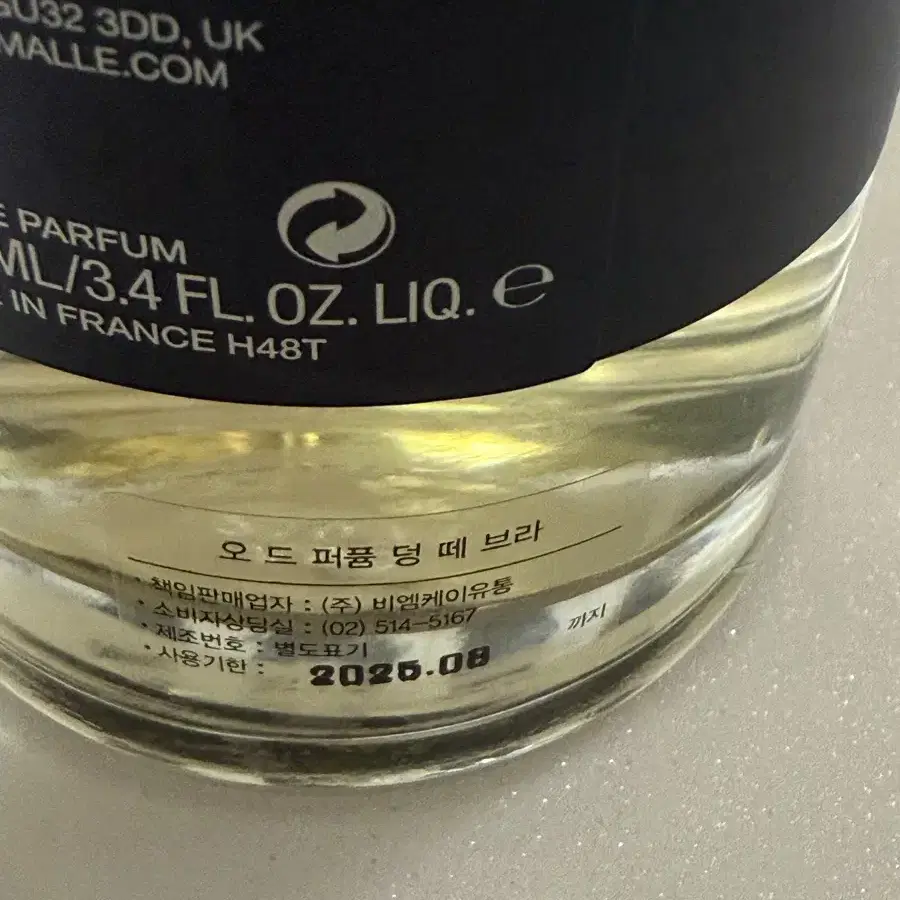 GU32 3DD, UK
MALLE.COM
E PARFUM
ML/3.4 FL. OZ. LIQ. ℮
IN FRANCE H48T
오 드 퍼퓸 덩 떼 브라
· 책임판매업자 : (주) 비엠케이유통
· 소비자상담실 : (02) 514-5167
· 제조번호 : 별도표기
· 사용기한 : 2025.08 까지